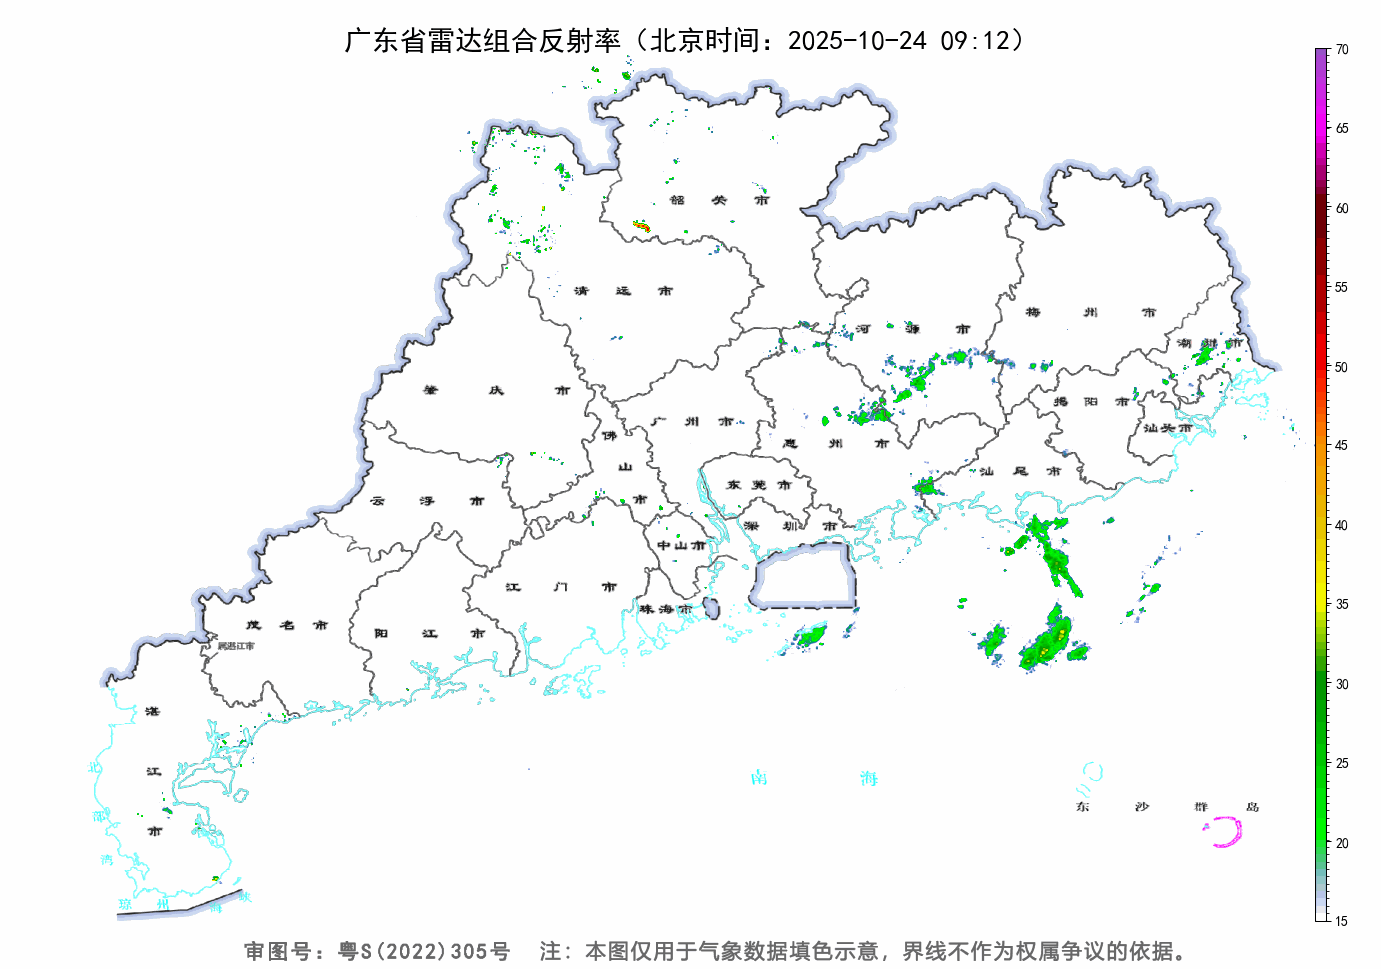 广东省雷达组合反射率（北京时间：2025-10-24 09:12）
70
65
60
55
50
45
40
35
30
25
20
15
韶关市
清远市
河源市
梅州市
潮州市
肇庆市
广州市
佛山市
惠州市
揭阳市
汕头市
汕尾市
云浮市
东莞市
深圳市
中山市
江门市
珠海市
茂名市
属湛江市
阳江市
湛江市
北部湾
琼州海峡
南海
东沙群岛
审图号：粤S(2022)305号 注：本图仅用于气象数据填色示意，界线不作为权属争议的依据。